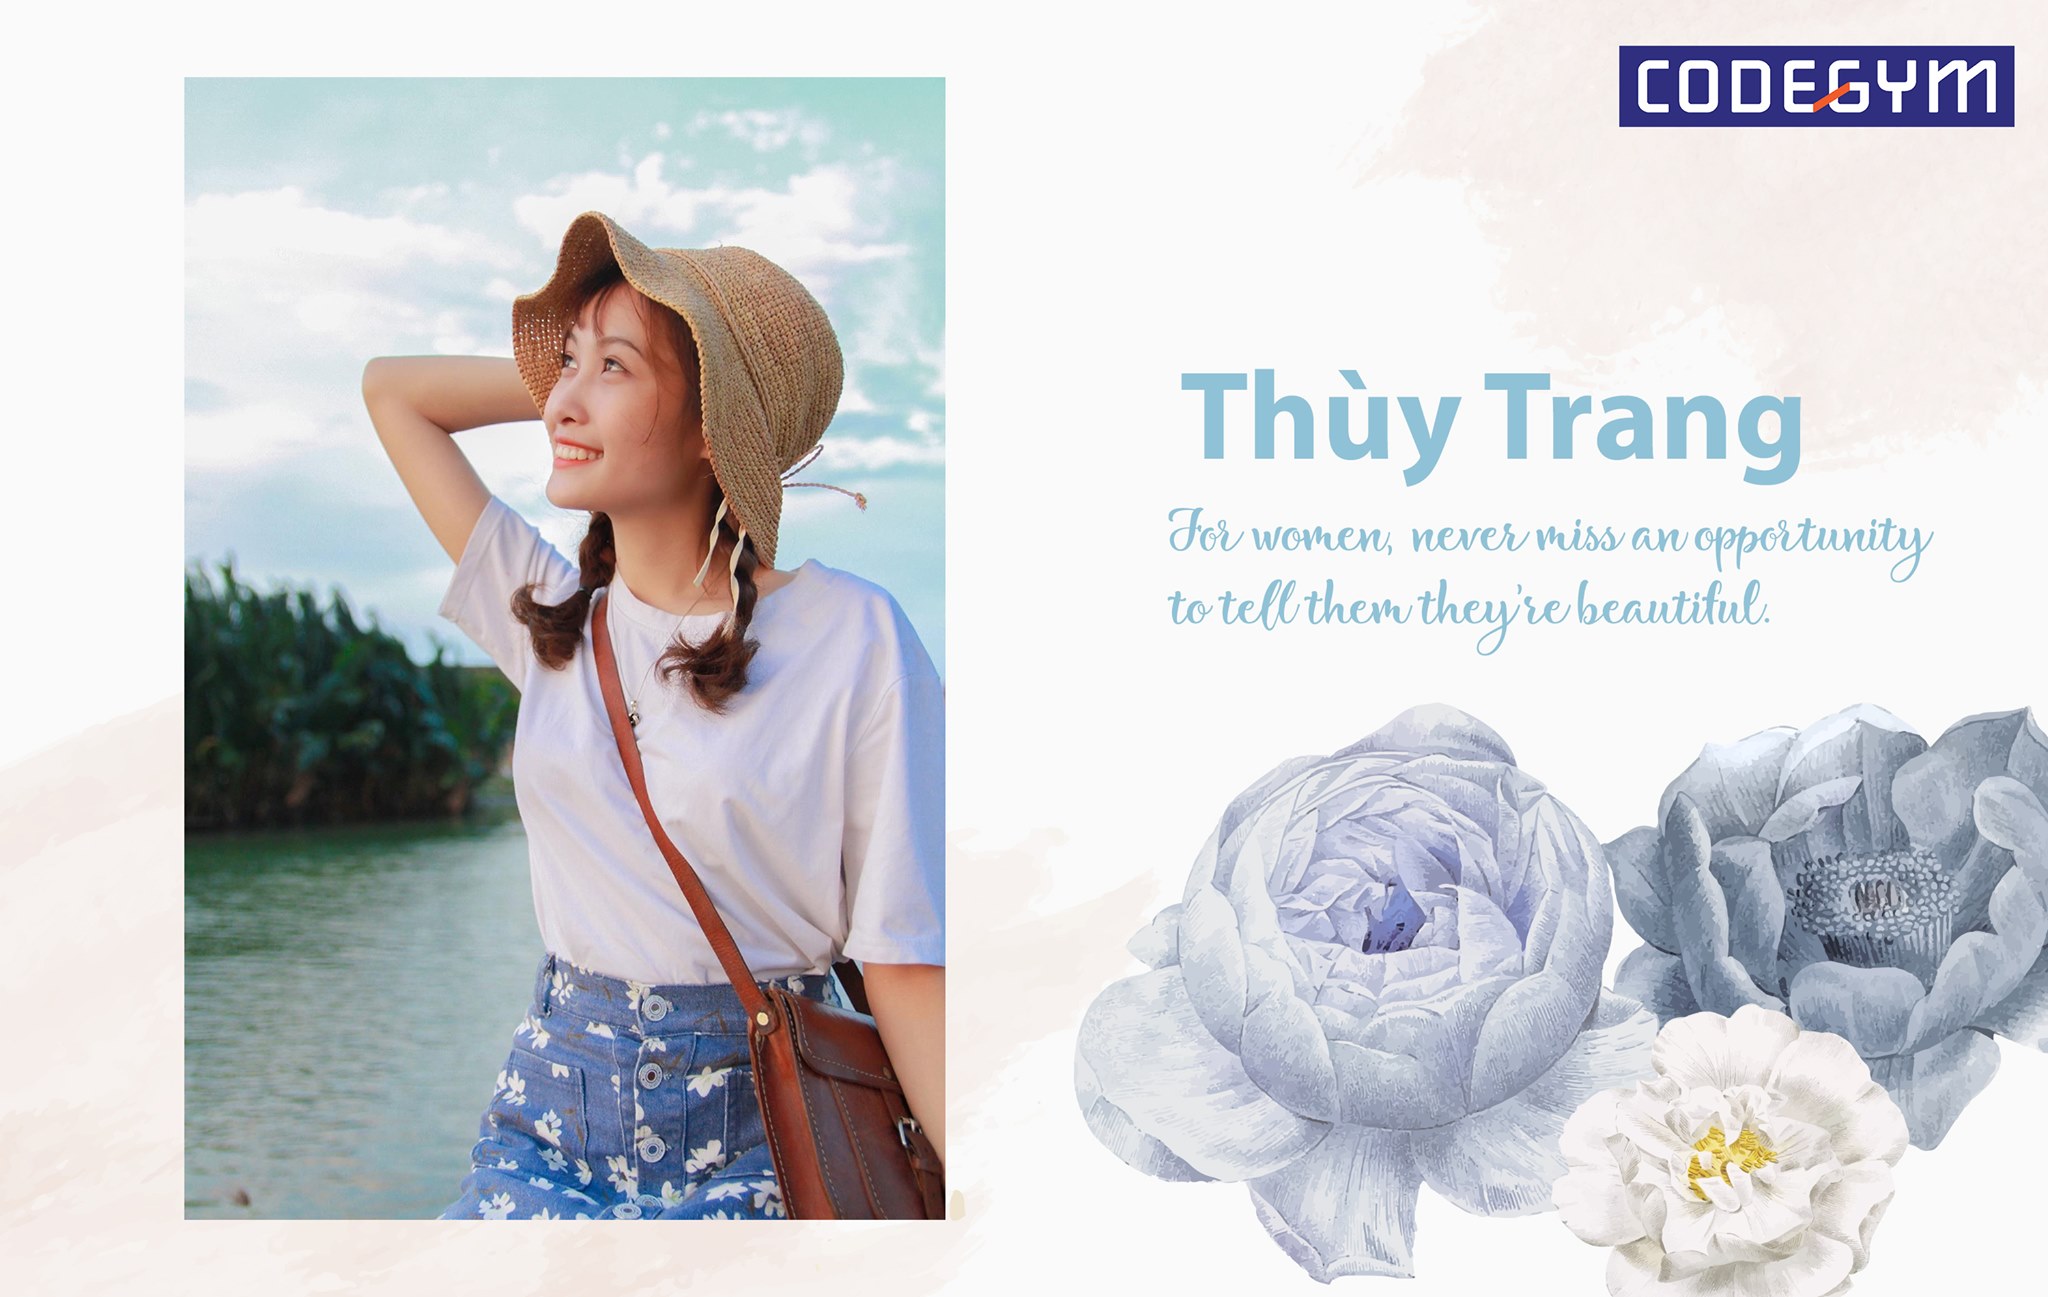 CODEGYM
Thùy Trang
For women, never miss an opportunity
to tell them they're beautiful.